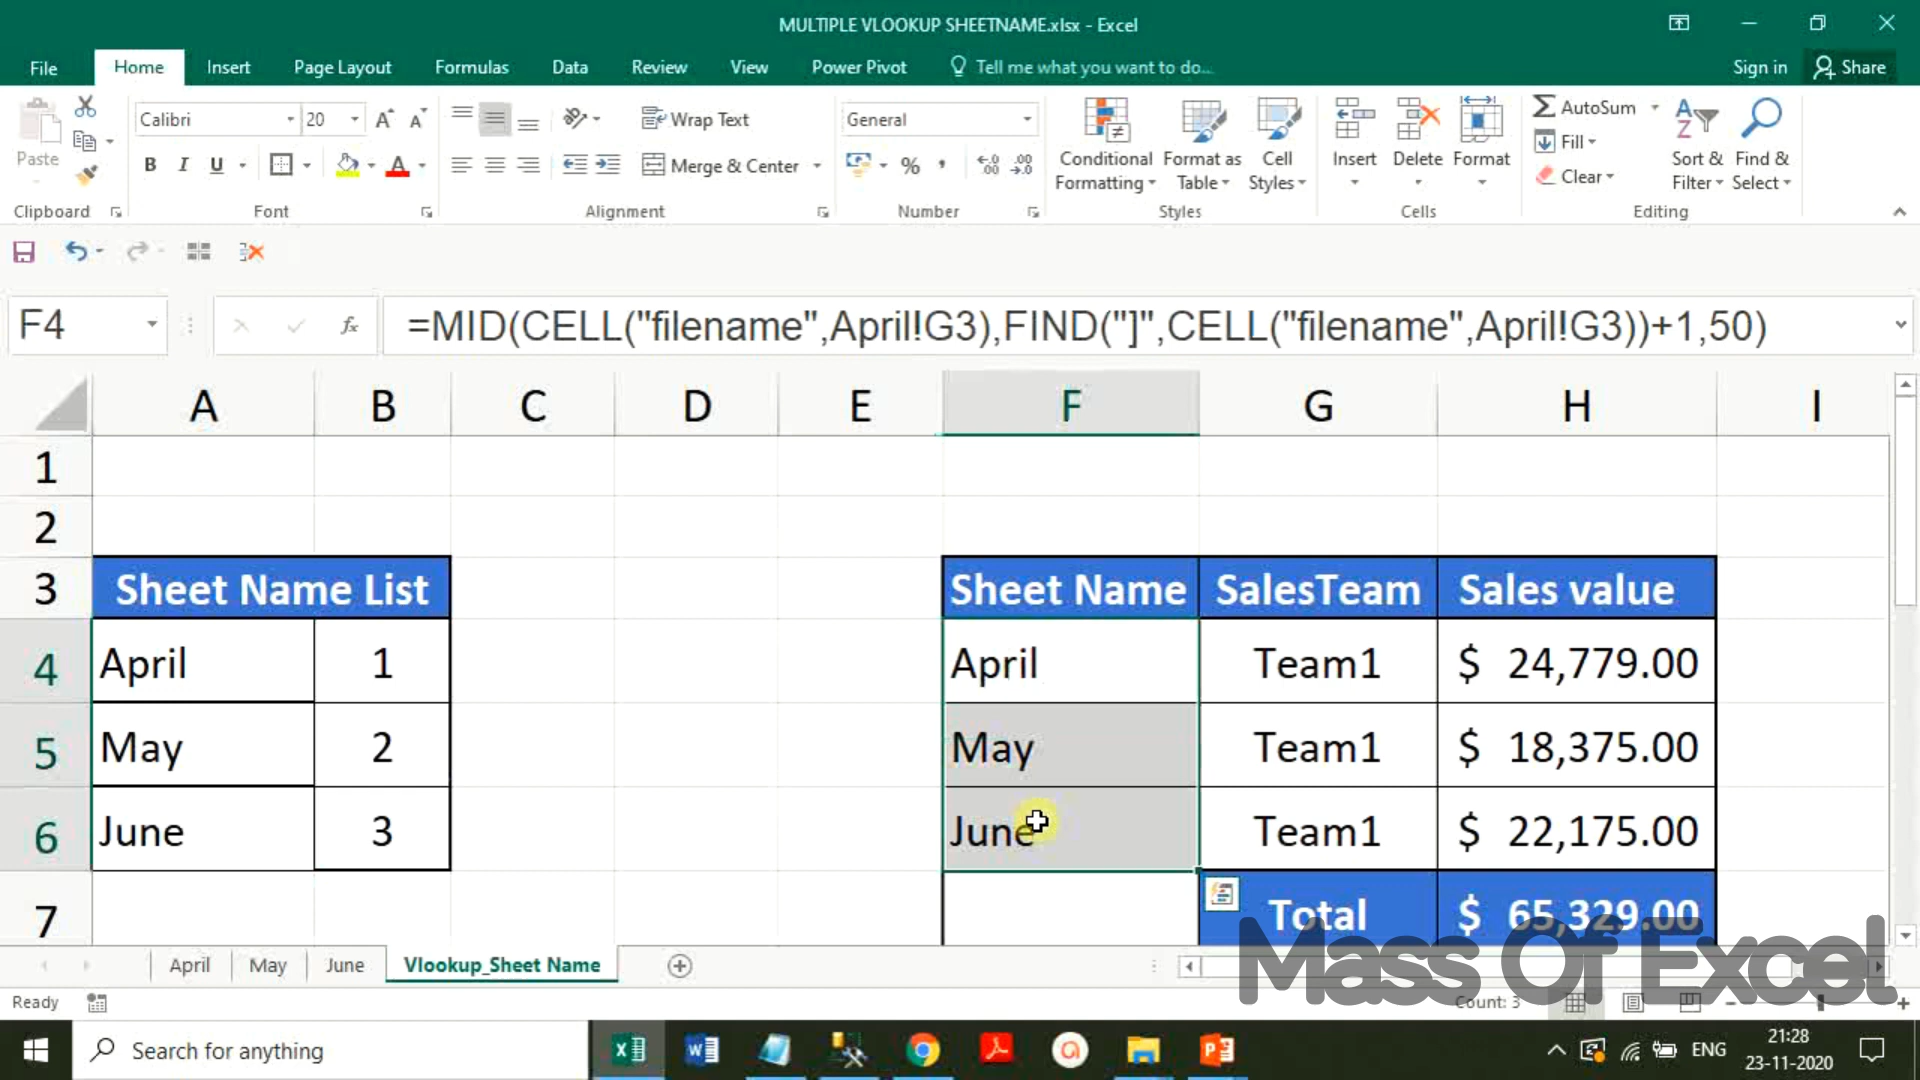 MULTIPLE VLOOKUP SHEETNAME.xlsx - Excel
File Home Insert Page Layout Formulas Data Review View Power Pivot Tell me what you want to do... Sign in Share
Calibri 20 Wrap Text General AutoSum
Paste Fill
B I U A Merge & Center % Clear
Conditional Formatting Format as Table Cell Styles Insert Delete Format Sort & Filter Find & Select
Clipboard Font Alignment Number Styles Cells Editing
F4 fx =MID(CELL("filename",April!G3),FIND("]",CELL("filename",April!G3))+1,50)
A B C D E F G H I
1
2
3 Sheet Name List Sheet Name SalesTeam Sales value
4 April 1 April Team1 $ 24,779.00
5 May 2 May Team1 $ 18,375.00
6 June 3 June Team1 $ 22,175.00
7 Total $ 65,329.00
April May June Vlookup_Sheet Name
Mass Of Excel
Ready Count: 3
Search for anything ENG 21:28
23-11-2020